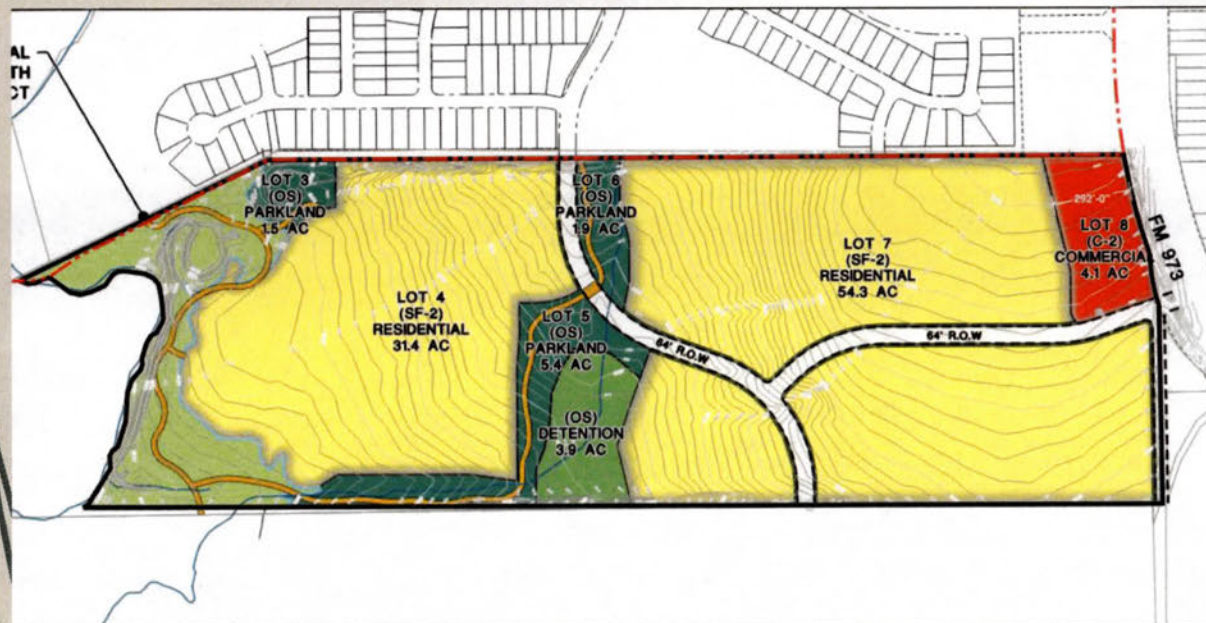 AL
TH
CT
LOT 3
(OS)
PARKLAND
1.5 AC
LOT 6
(OS)
PARKLAND
1.9 AC
LOT 4
(SF-2)
RESIDENTIAL
31.4 AC
LOT 5
(OS)
PARKLAND
5.4 AC
(OS)
DETENTION
3.9 AC
64' R.O.W
LOT 7
(SF-2)
RESIDENTIAL
54.3 AC
64' R.O.W
292'-0"
LOT 8
(C-2)
COMMERCIAL
4.1 AC
FM 973